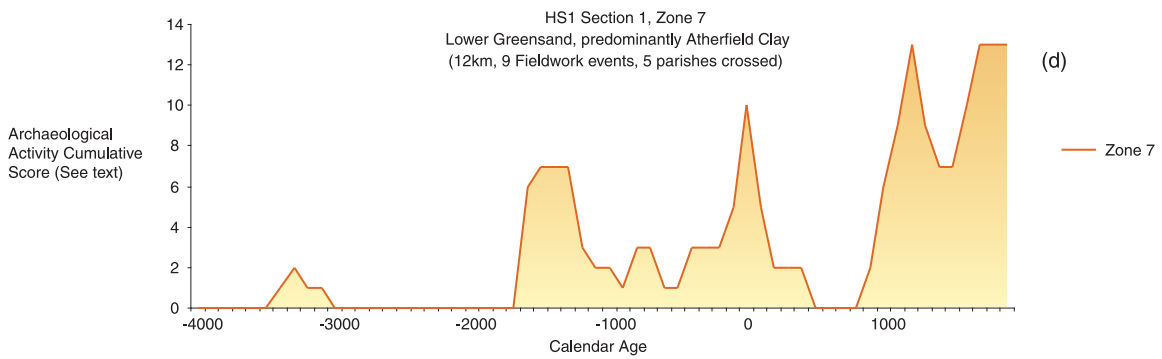 HS1 Section 1, Zone 7
Lower Greensand, predominantly Atherfield Clay
(12km, 9 Fieldwork events, 5 parishes crossed)
(d)
Archaeological
Activity Cumulative
Score (See text)
14
12
10
8
6
4
2
0
-4000 -3000 -2000 -1000 0 1000
Calendar Age
Zone 7